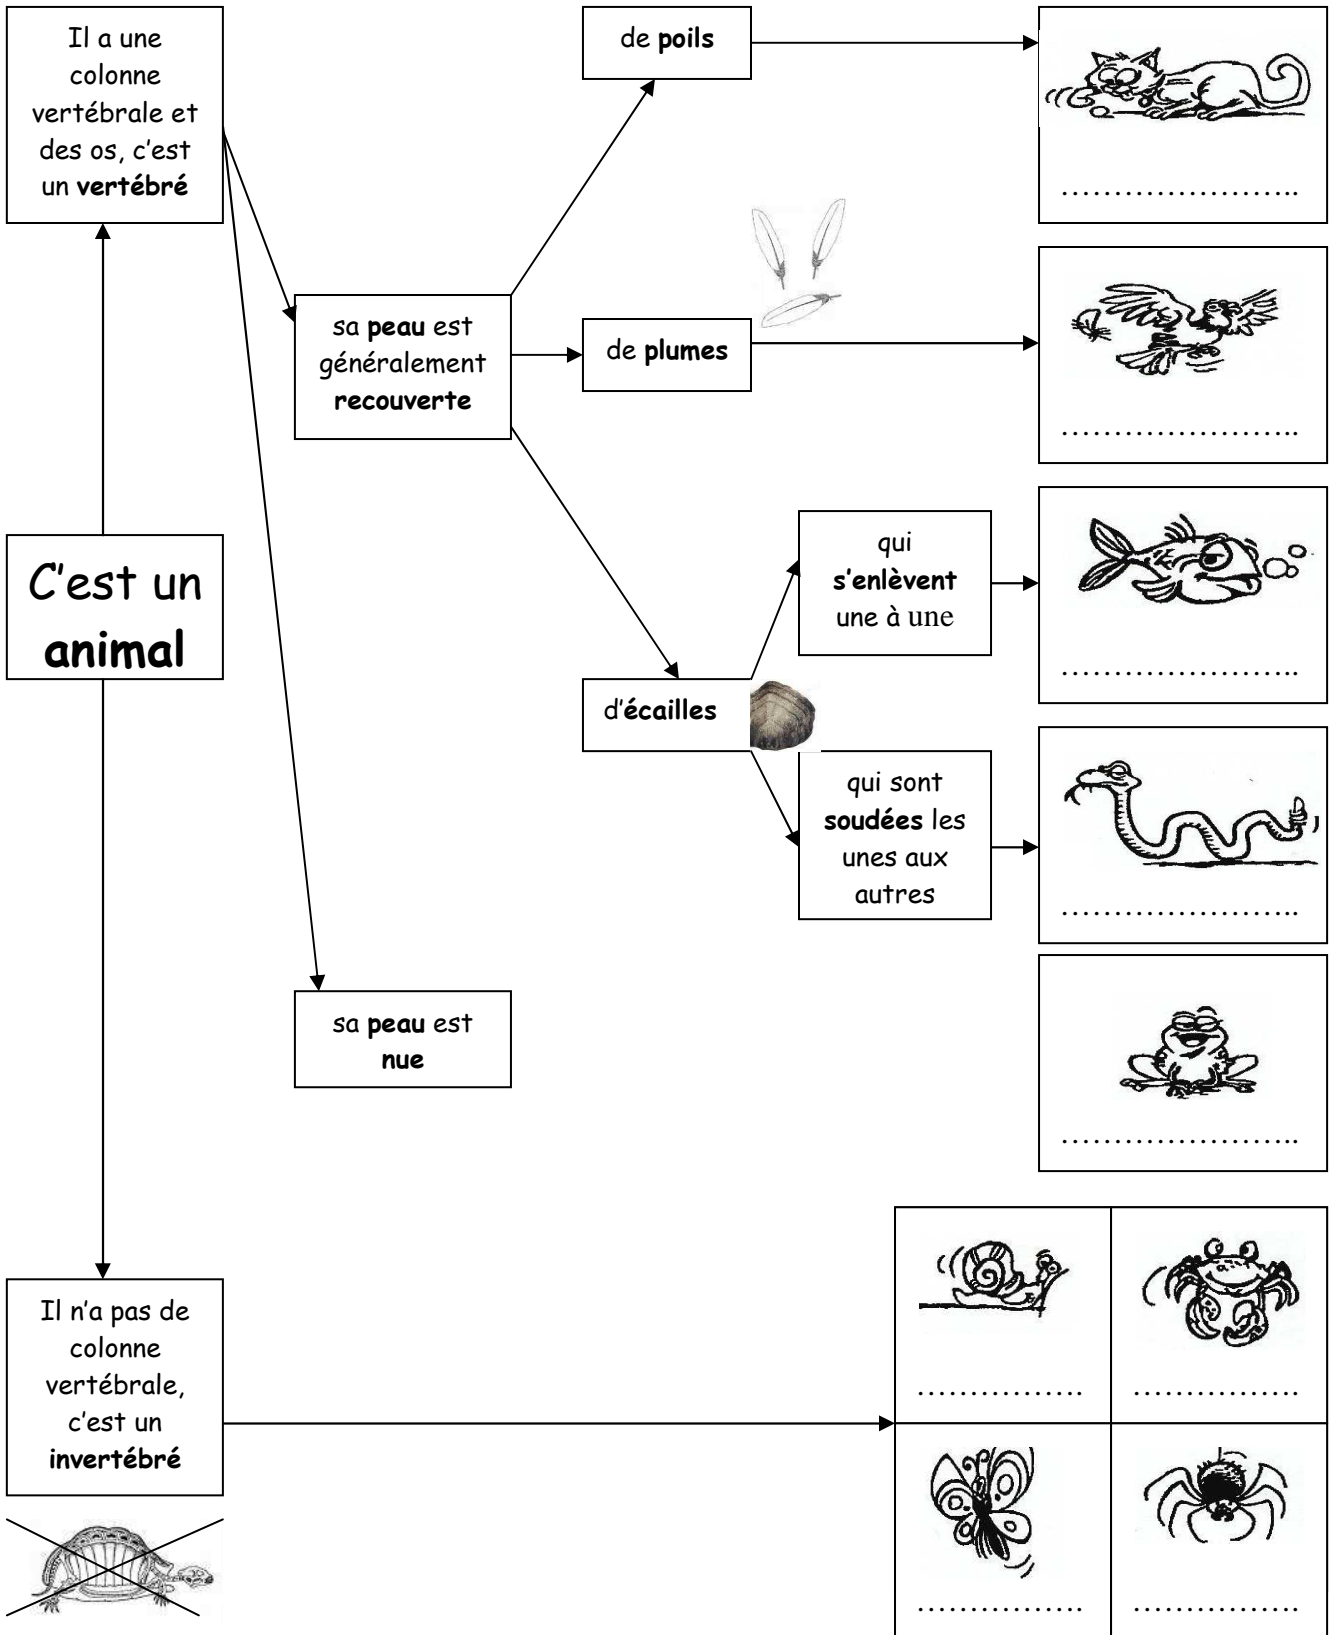 Il a une
colonne
vertébrale et
des os, c'est
un vertébré
de poils
........................
sa peau est
généralement
recouverte
de plumes
........................
C'est un
animal
qui
s'enlèvent
une à une
........................
d'écailles
qui sont
soudées les
unes aux
autres
........................
sa peau est
nue
........................
Il n'a pas de
colonne
vertébrale,
c'est un
invertébré
................
................
................
................